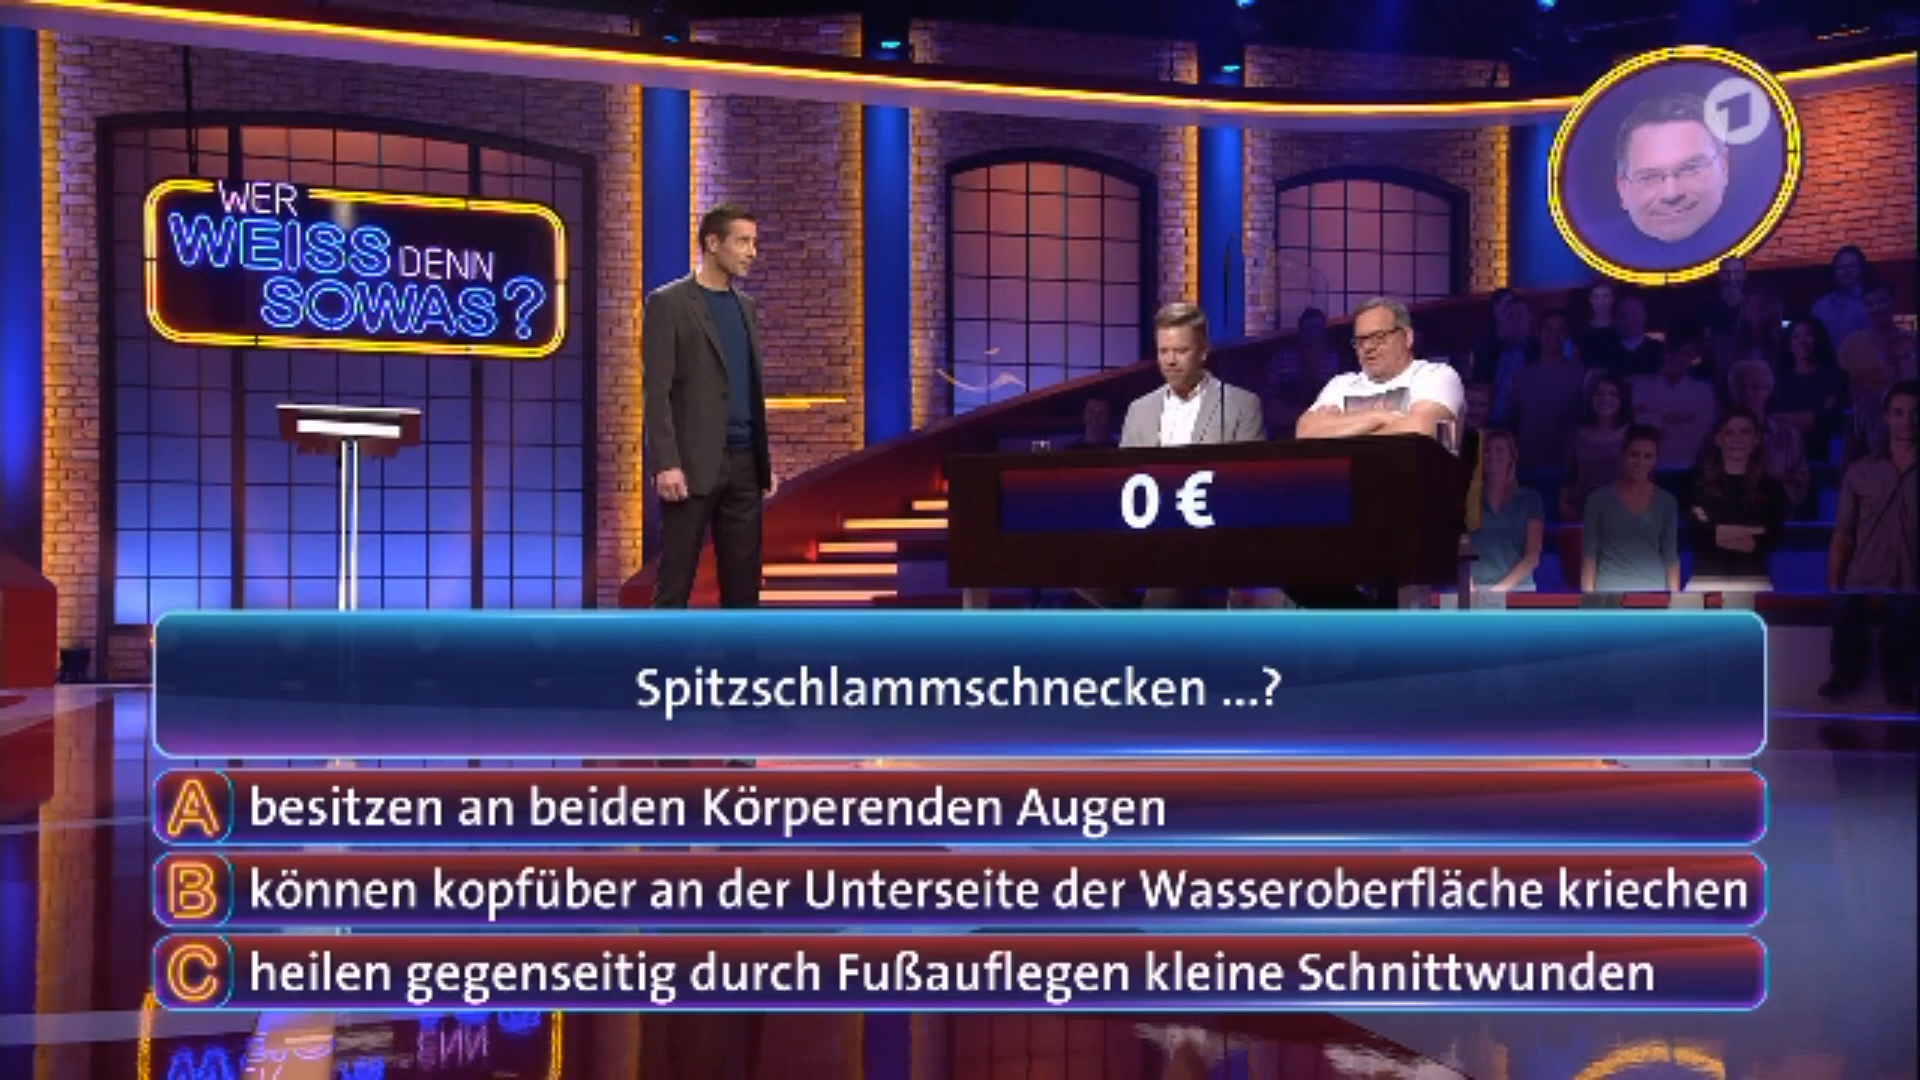 WER
WEISS DENN
SOWAS?
0 €
Spitzschlammschnecken ...?
A besitzen an beiden Körperenden Augen
B können kopfüber an der Unterseite der Wasseroberfläche kriechen
C heilen gegenseitig durch Fußauflegen kleine Schnittwunden